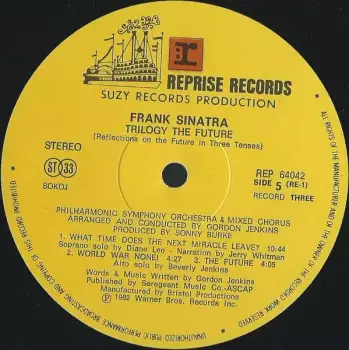 r
REPRISE RECORDS
SUZY RECORDS PRODUCTION
FRANK SINATRA
TRILOGY THE FUTURE
(Reflections on the Future in Three Tenses)
STEREO
REP 64042
ST 33
SIDE 5 (RE-1)
SOKOJ
RECORD THREE
PHILHARMONIC SYMPHONY ORCHESTRA & MIXED CHORUS
ARRANGED AND CONDUCTED BY GORDON JENKINS
PRODUCED BY SONNY BURKE
1. WHAT TIME DOES THE NEXT MIRACLE LEAVE? 10:44
Soprano solo by Diane Lee - Narration by Jerry Whitman
2. WORLD WAR NONE! 4:27 3. THE FUTURE 4:05
Alto solo by Beverly Jenkins
Words & Music Written by Gordon Jenkins
Published by Seregeant Music Co-ASCAP
Manufacture by Bristol Productions
℗ 1982 Warner Bros. Records Inc.
ALL RIGHTS OF THE MANUFACTURER AND OF THE OWNER OF THE RECORDED WORK RESERVED
UNAUTHORIZED PUBLIC PERFORMANCE BROADCASTING AND COPYING OF THIS RECORD PROHIBITED